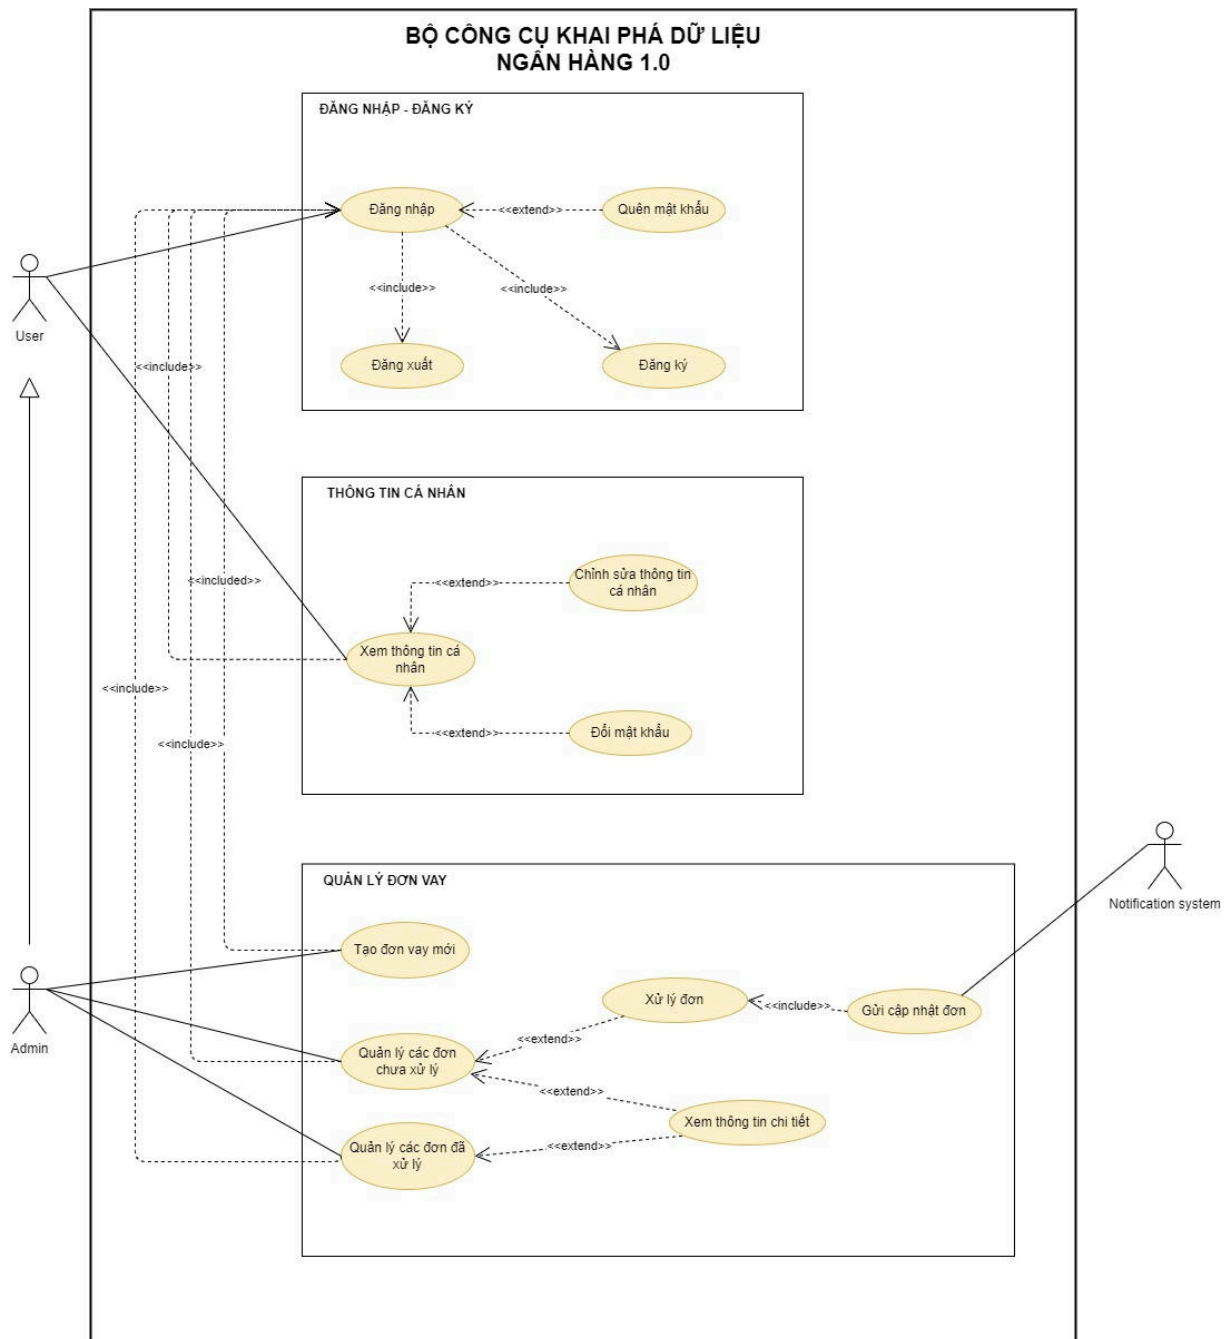 BỘ CÔNG CỤ KHAI PHÁ DỮ LIỆU
NGÂN HÀNG 1.0
ĐĂNG NHẬP - ĐĂNG KÝ
Đăng nhập
<<extend>>
Quên mật khẩu
<<include>>
<<include>>
User
<<include>>
Đăng xuất
Đăng ký
THÔNG TIN CÁ NHÂN
<<included>>
<<extend>>
Chỉnh sửa thông tin
cá nhân
Xem thông tin cá
nhân
<<include>>
<<include>>
<<extend>>
Đổi mật khẩu
QUẢN LÝ ĐƠN VAY
Notification system
Tạo đơn vay mới
Xử lý đơn
<<include>>
Gửi cập nhật đơn
Admin
<<extend>>
Quản lý các đơn
chưa xử lý
<<extend>>
Xem thông tin chi tiết
Quản lý các đơn đã
xử lý
<<extend>>